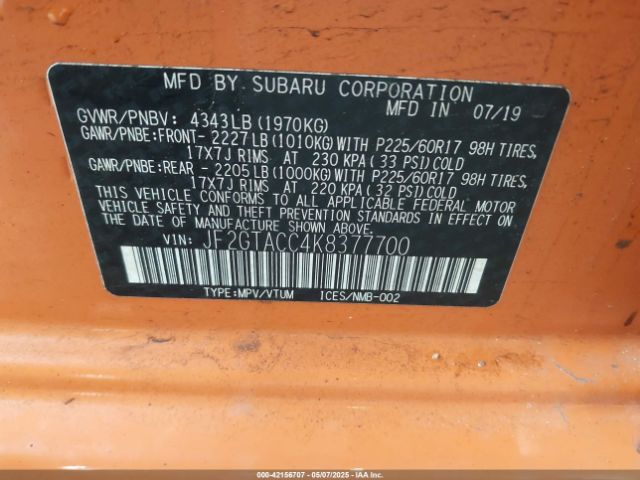 MFD BY SUBARU CORPORATION
MFD IN 07/19
GVWR/PNBV: 4343LB(1970KG)
GAWR/PNBE:FRONT- 2227LB(1010KG)WITH P225/60R17 98H TIRES,
17X7J RIMS AT 230 KPA(33 PSI)COLD
GAWR/PNBE:REAR - 2205LB(1000KG)WITH P225/60R17 98H TIRES,
17X7J RIMS AT 220 KPA(32 PSI)COLD
THIS VEHICLE CONFORMS TO ALL APPLICABLE FEDERAL MOTOR
VEHICLE SAFETY AND THEFT PREVENTION STANDARDS IN EFFECT ON
THE DATE OF MANUFACTURE SHOWN ABOVE.
VIN: JF2GTACC4K8377700
TYPE:MPV/VTUM ICES/NMB-002
000-42156707 - 05/07/2025 - IAA Inc.